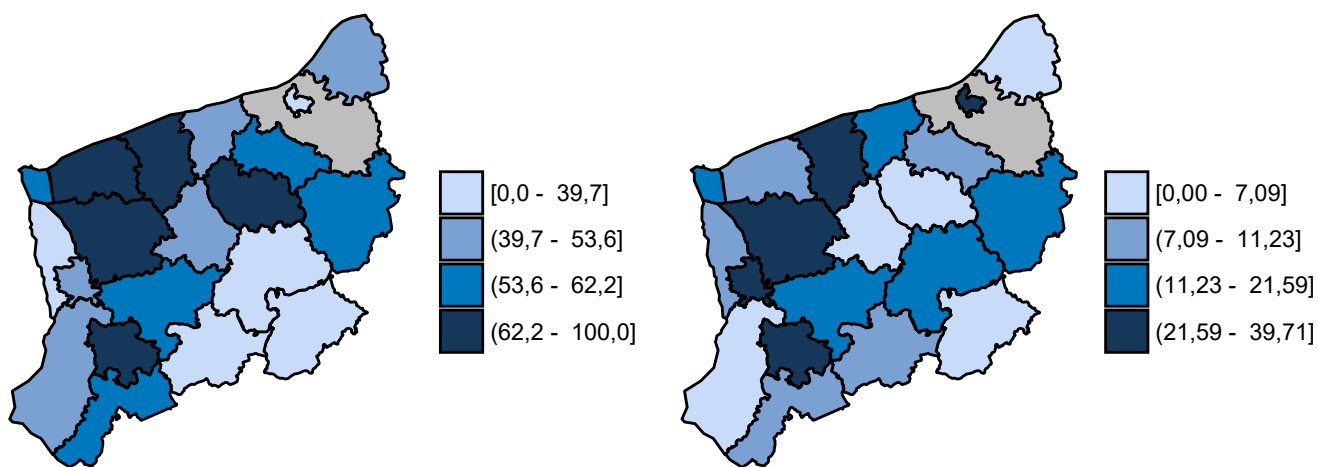 [0,0 - 39,7]
(39,7 - 53,6]
(53,6 - 62,2]
(62,2 - 100,0]
[0,00 - 7,09]
(7,09 - 11,23]
(11,23 - 21,59]
(21,59 - 39,71]